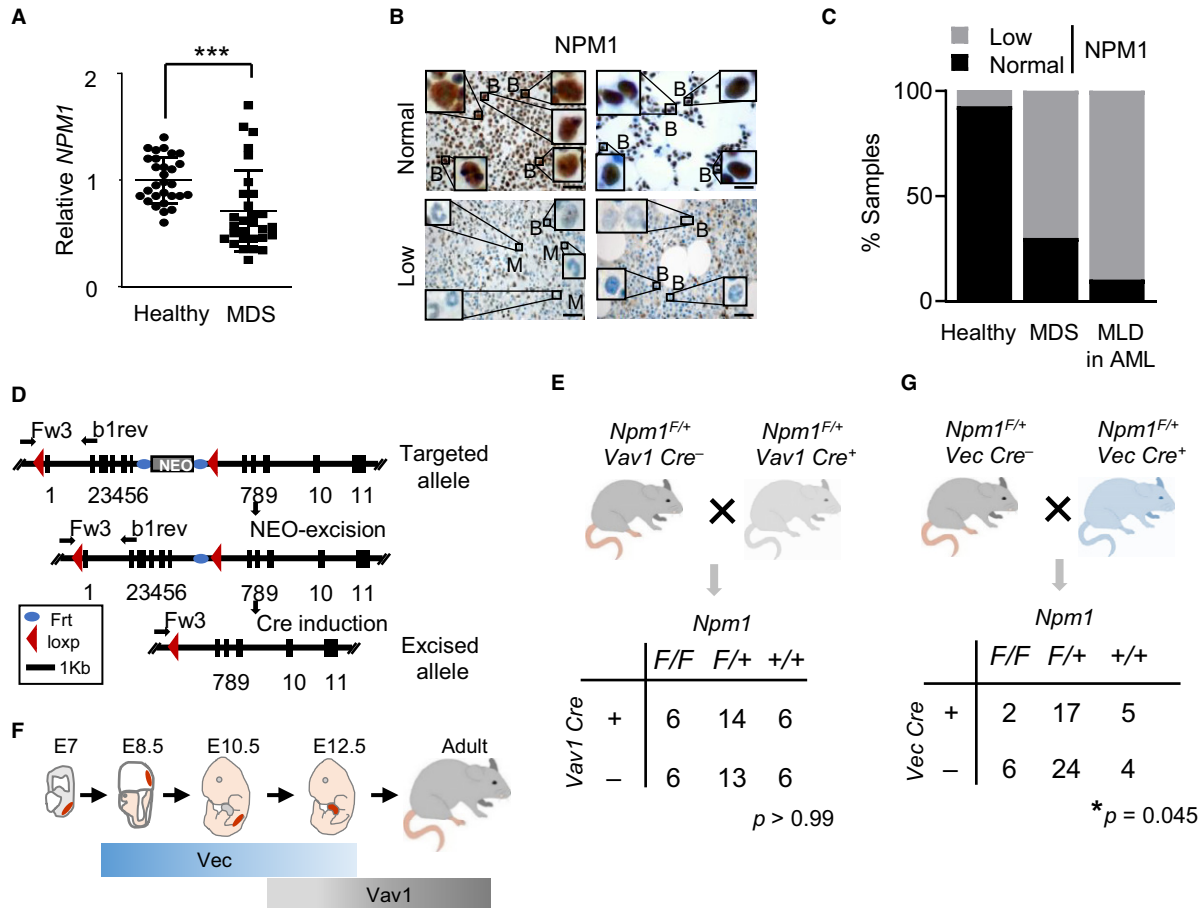 A
***
2
1
0
Relative NPM1
Healthy
MDS
B
NPM1
Normal
B
B
B
B
B
B
B
B
Low
B
M
M
M
B
B
B
C
Low
Normal
NPM1
100
50
0
% Samples
Healthy
MDS
MLD
in AML
D
Fw3
b1rev
NEO
1
23456
789
10
11
Targeted
allele
Fw3
b1rev
NEO-excision
1
23456
789
10
11
Frt
loxp
1Kb
Fw3
Cre induction
789
10
11
Excised
allele
E
Npm1F/+
Vav1 Cre–
Npm1F/+
Vav1 Cre+
Npm1
F/F F/+ +/+
Vav1 Cre
+ 6 14 6
– 6 13 6
p > 0.99
F
E7
E8.5
E10.5
E12.5
Adult
Vec
Vav1
G
Npm1F/+
Vec Cre–
Npm1F/+
Vec Cre+
Npm1
F/F F/+ +/+
Vec Cre
+ 2 17 5
– 6 24 4
*p = 0.045